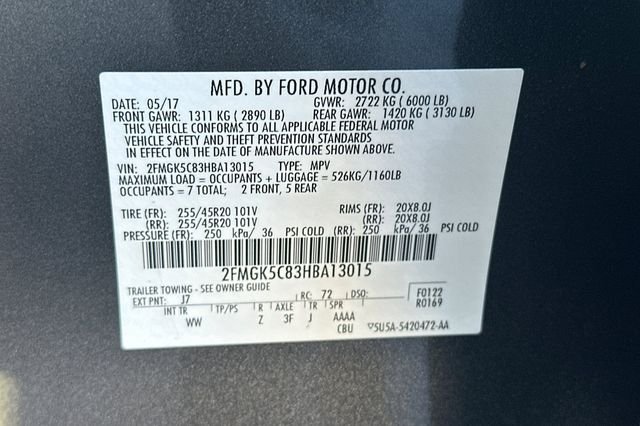 MFD. BY FORD MOTOR CO.
DATE: 05/17 GVWR: 2722 KG ( 6000 LB)
FRONT GAWR: 1311 KG ( 2890 LB) REAR GAWR: 1420 KG ( 3130 LB)
THIS VEHICLE CONFORMS TO ALL APPLICABLE FEDERAL MOTOR
VEHICLE SAFETY AND THEFT PREVENTION STANDARDS
IN EFFECT ON THE DATE OF MANUFACTURE SHOWN ABOVE.
VIN: 2FMGK5C83HBA13015 TYPE: MPV
MAXIMUM LOAD = OCCUPANTS + LUGGAGE = 526KG/1160LB
OCCUPANTS = 7 TOTAL; 2 FRONT, 5 REAR
TIRE (FR): 255/45R20 101V RIMS (FR): 20X8.0J
(RR): 255/45R20 101V (RR): 20X8.0J
PRESSURE (FR): 250 kPa/ 36 PSI COLD (RR): 250 kPa/ 36 PSI COLD
2FMGK5C83HBA13015
TRAILER TOWING - SEE OWNER GUIDE
EXT PNT: J7 RC: 72 DSO: F0122
R0169
INT TR TP/PS R AXLE TR SPR
WW Z 3F J AAAA
CBU SU5A-5420472-AA